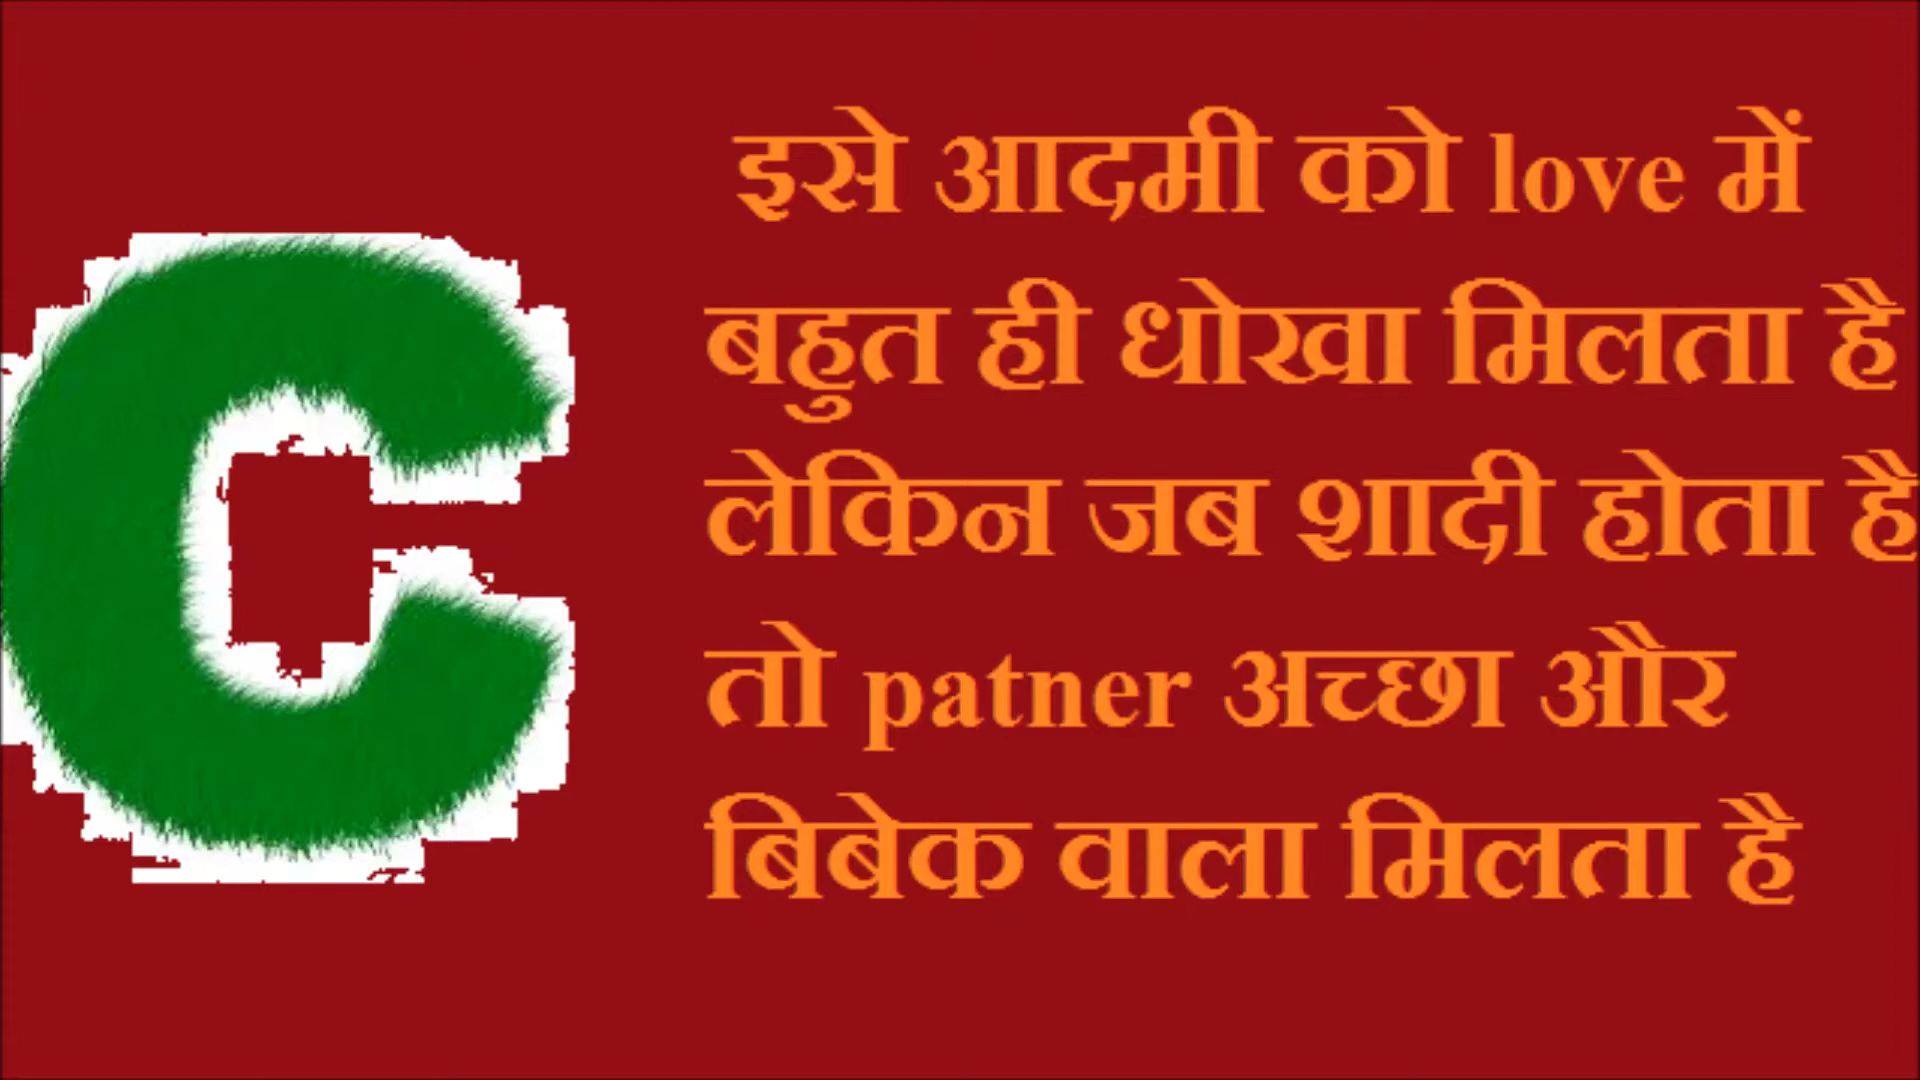 C
इसे आदमी को love में
बहुत ही धोखा मिलता है
लेकिन जब शादी होता है
तो patner अच्छा और
बिबेक वाला मिलता है